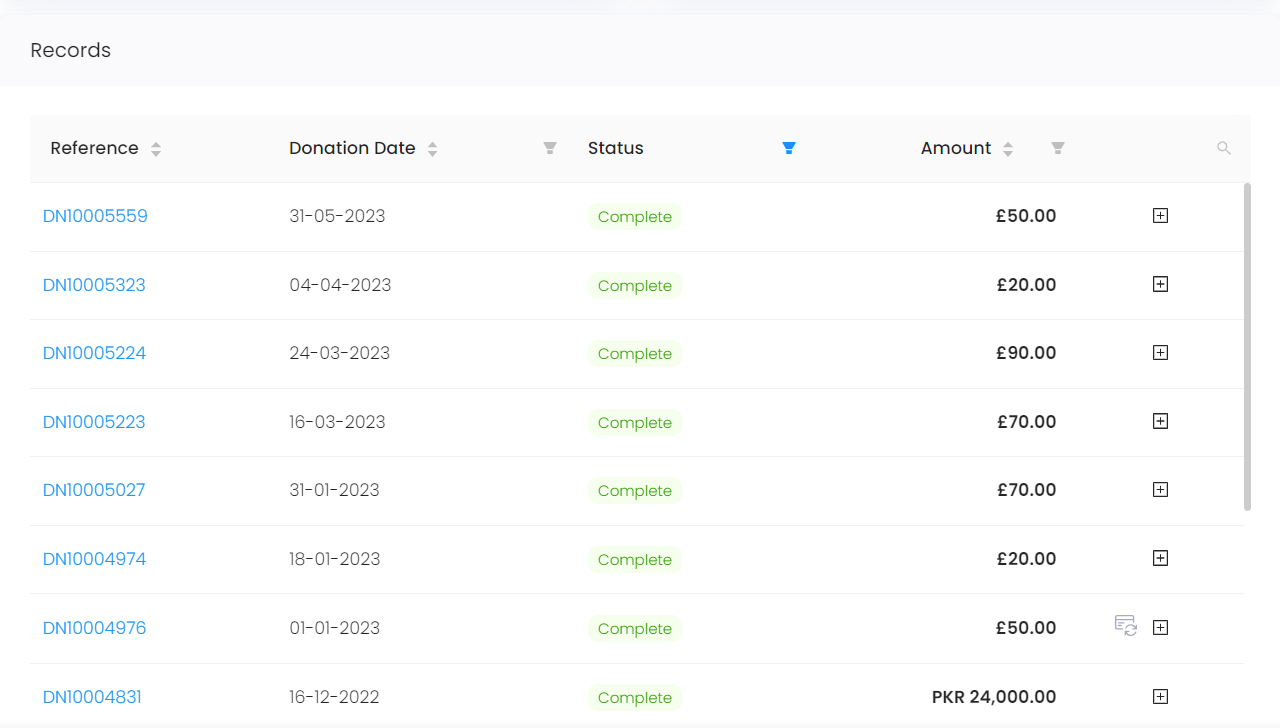 Records
Reference Donation Date Status Amount
DN10005559 31-05-2023 Complete £50.00
DN10005323 04-04-2023 Complete £20.00
DN10005224 24-03-2023 Complete £90.00
DN10005223 16-03-2023 Complete £70.00
DN10005027 31-01-2023 Complete £70.00
DN10004974 18-01-2023 Complete £20.00
DN10004976 01-01-2023 Complete £50.00
DN10004831 16-12-2022 Complete PKR 24,000.00